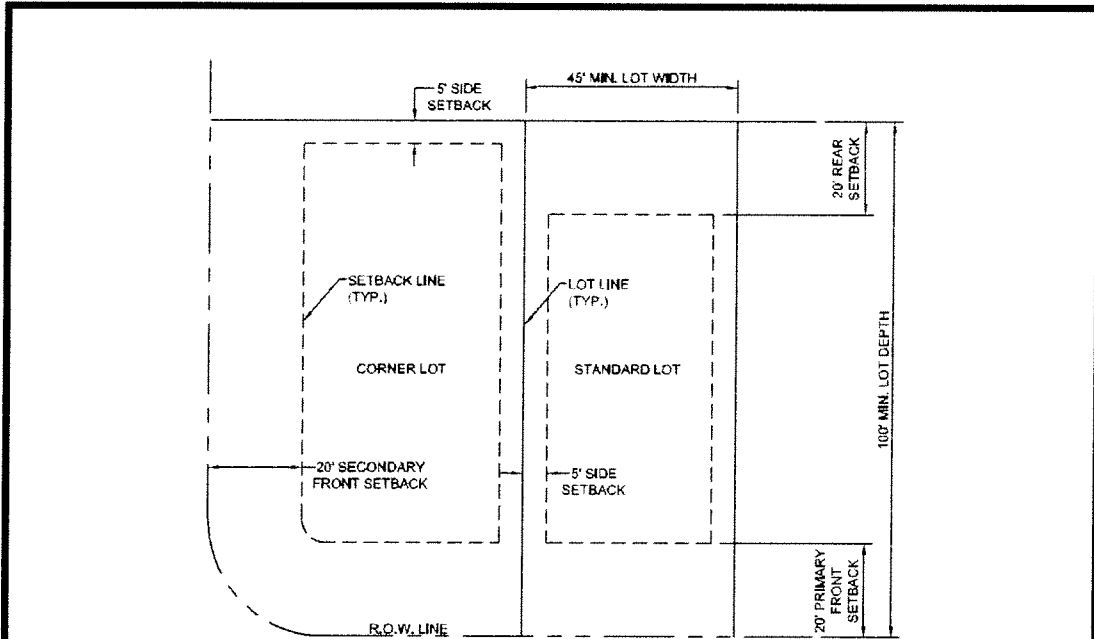 45' MIN. LOT WIDTH
5' SIDE
SETBACK
20' REAR
SETBACK
SETBACK LINE
(TYP.)
LOT LINE
(TYP.)
CORNER LOT
STANDARD LOT
100' MIN. LOT DEPTH
20' SECONDARY
FRONT SETBACK
5' SIDE
SETBACK
20' PRIMARY
FRONT
SETBACK
R.O.W. LINE